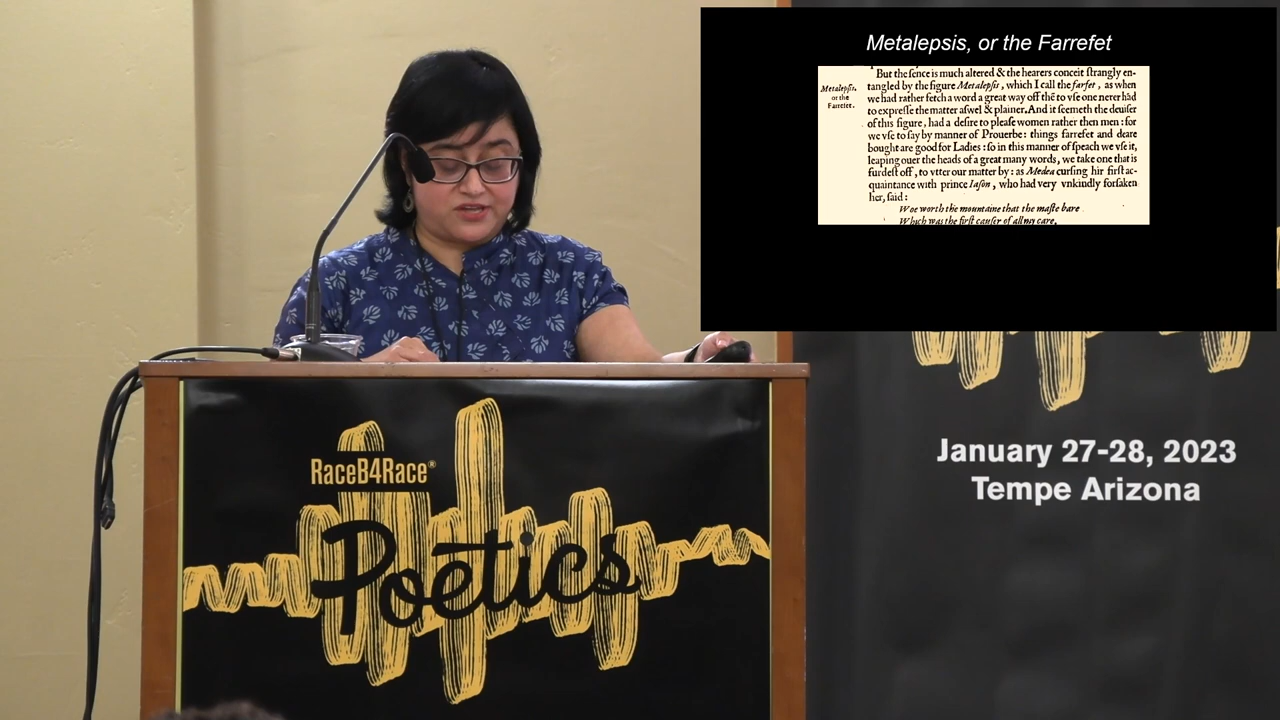 Metalepsis, or the Farrefet
Metalepſis.
or the
Farrefet.
But the ſence is much altered & the hearers conceit ſtrangly en-
tangled by the figure Metalepſis, which I call the farfet, as when
we had rather fetch a word a great way off thē to vſe one nerer hād
to expreſſe the matter aſwel & plainer. And it ſeemeth the deuiſer
of this figure, had a deſire to pleaſe women rather then men: for
we vſe to ſay by manner of Prouerbe: things farrefet and deare
bought are good for Ladies: ſo in this manner of ſpeach we vſe it,
leaping ouer the heads of a great many words, we take one that is
furdeſt off, to vtter our matter by: as Medea curſing hir firſt ac-
quaintance with prince Iaſon, who had very vnkindly forſaken
her, ſaid:
Woe worth the mountaine that the maſte bare
Which was the firſt cauſer of all my care.
RaceB4Race®
Poetics
January 27-28, 2023
Tempe Arizona